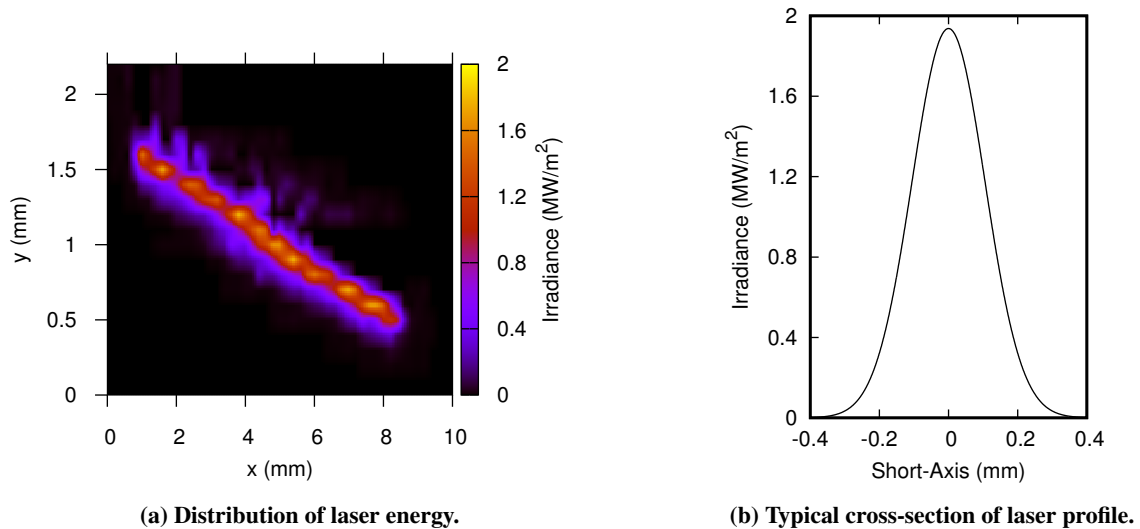 2
1.5
1
0.5
0
y (mm)
0 2 4 6 8 10
x (mm)
2
1.6
1.2
0.8
0.4
0
Irradiance (MW/m²)
(a) Distribution of laser energy.
2
1.6
1.2
0.8
0.4
0
Irradiance (MW/m²)
-0.4 -0.2 0 0.2 0.4
Short-Axis (mm)
(b) Typical cross-section of laser profile.